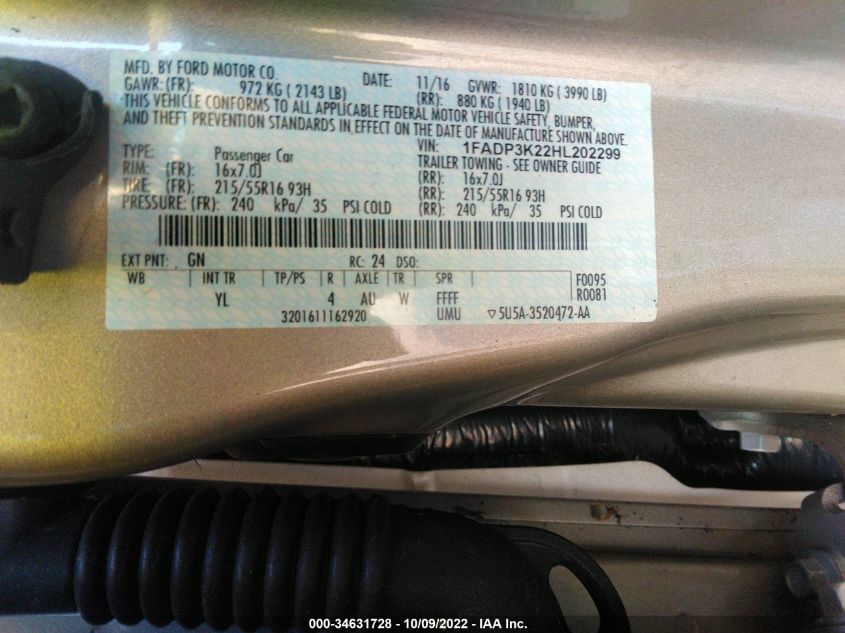 MFD. BY FORD MOTOR CO. DATE: 11/16 GVWR: 1810 KG ( 3990 LB)
GAWR: (FR): 972 KG ( 2143 LB) (RR): 880 KG ( 1940 LB)
THIS VEHICLE CONFORMS TO ALL APPLICABLE FEDERAL MOTOR VEHICLE SAFETY, BUMPER,
AND THEFT PREVENTION STANDARDS IN EFFECT ON THE DATE OF MANUFACTURE SHOWN ABOVE.
VIN: 1FADP3K22HL202299
TYPE: Passenger Car TRAILER TOWING - SEE OWNER GUIDE
RIM: (FR): 16x7.0J (RR): 16x7.0J
TIRE: (FR): 215/55R16 93H (RR): 215/55R16 93H
PRESSURE: (FR): 240 kPa/ 35 PSI COLD (RR): 240 kPa/ 35 PSI COLD
EXT PNT: GN RC: 24 DSO:
WB INT TR TP/PS R AXLE TR SPR F0095
YL 4 AU W FFFF R0081
3201611162920 UMU ▽5U5A-3520472-AA
000-34631728 - 10/09/2022 - IAA Inc.